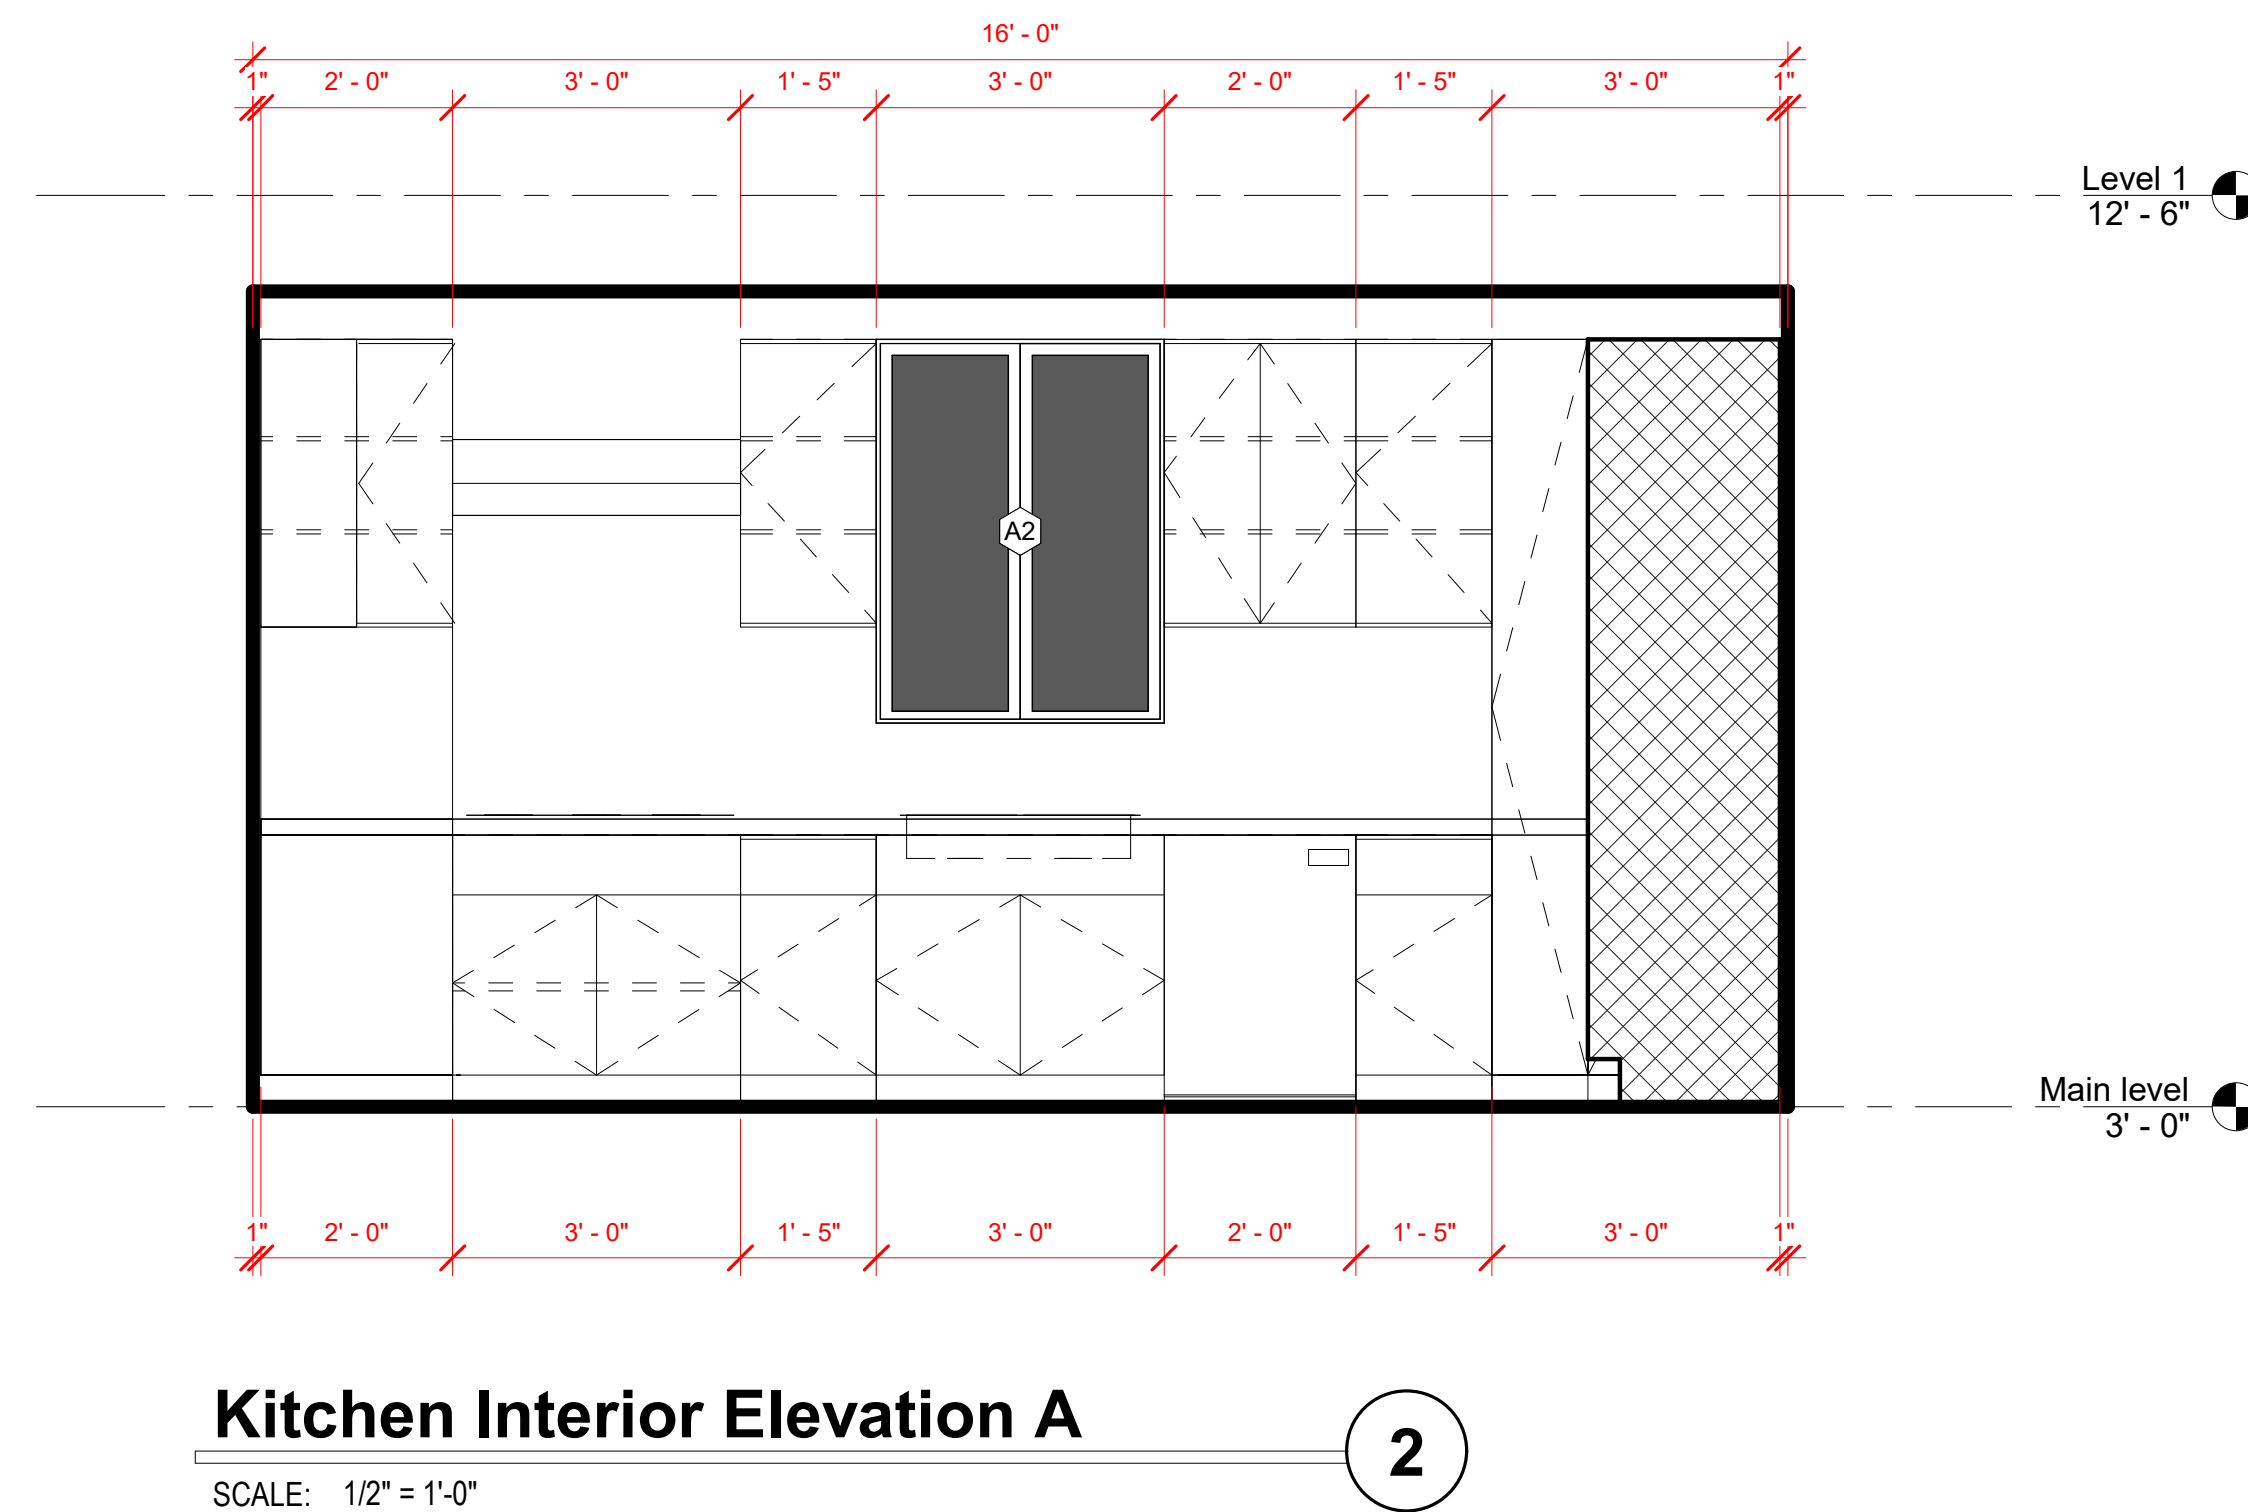 16' - 0"
1" 2' - 0" 3' - 0" 1' - 5" 3' - 0" 2' - 0" 1' - 5" 3' - 0" 1"
Level 1
12' - 6"
A2
Main level
3' - 0"
1" 2' - 0" 3' - 0" 1' - 5" 3' - 0" 2' - 0" 1' - 5" 3' - 0" 1"
Kitchen Interior Elevation A
2
SCALE: 1/2" = 1'-0"